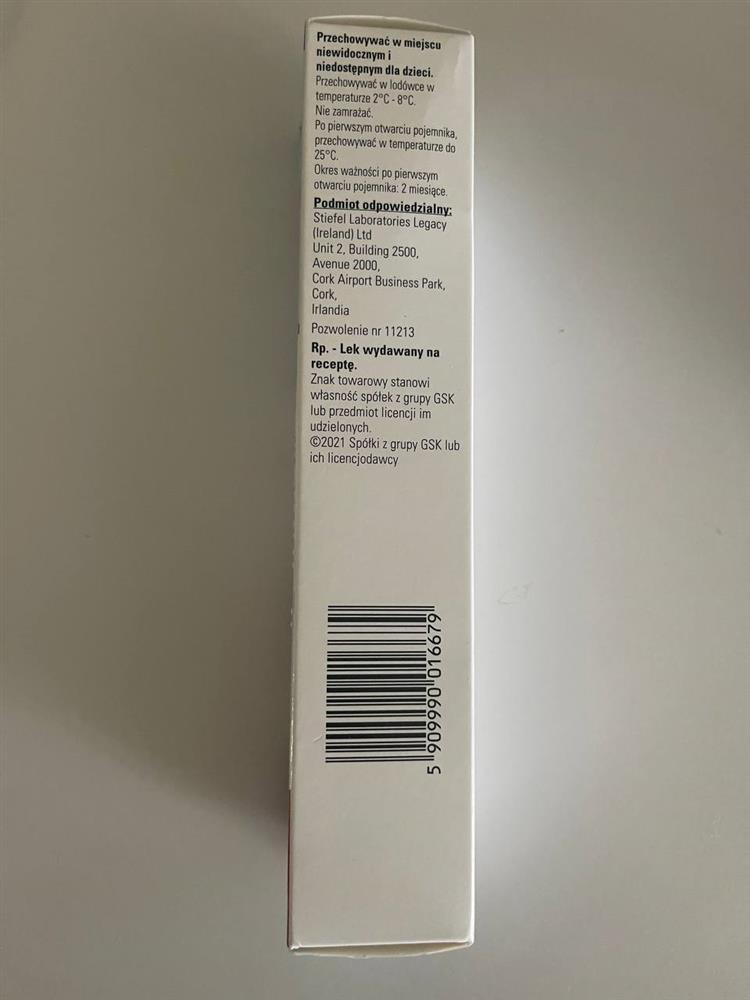 Przechowywać w miejscu
niewidocznym i
niedostępnym dla dzieci.
Przechowywać w lodówce w
temperaturze 2°C - 8°C.
Nie zamrażać.
Po pierwszym otwarciu pojemnika,
przechowywać w temperaturze do
25°C.
Okres ważności po pierwszym
otwarciu pojemnika: 2 miesiące.
Podmiot odpowiedzialny:
Stiefel Laboratories Legacy
(Ireland) Ltd
Unit 2, Building 2500,
Avenue 2000,
Cork Airport Business Park,
Cork,
Irlandia
Pozwolenie nr 11213
Rp. - Lek wydawany na
receptę.
Znak towarowy stanowi
własność spółek z grupy GSK
lub przedmiot licencji im
udzielonych.
©2021 Spółki z grupy GSK lub
ich licencjodawcy
5 909990 016679